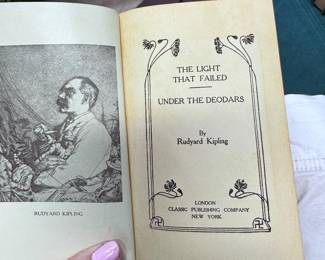 RUDYARD KIPLING
THE LIGHT
THAT FAILED
UNDER THE DEODARS
By
Rudyard Kipling
LONDON
CLASSIC PUBLISHING COMPANY
NEW YORK